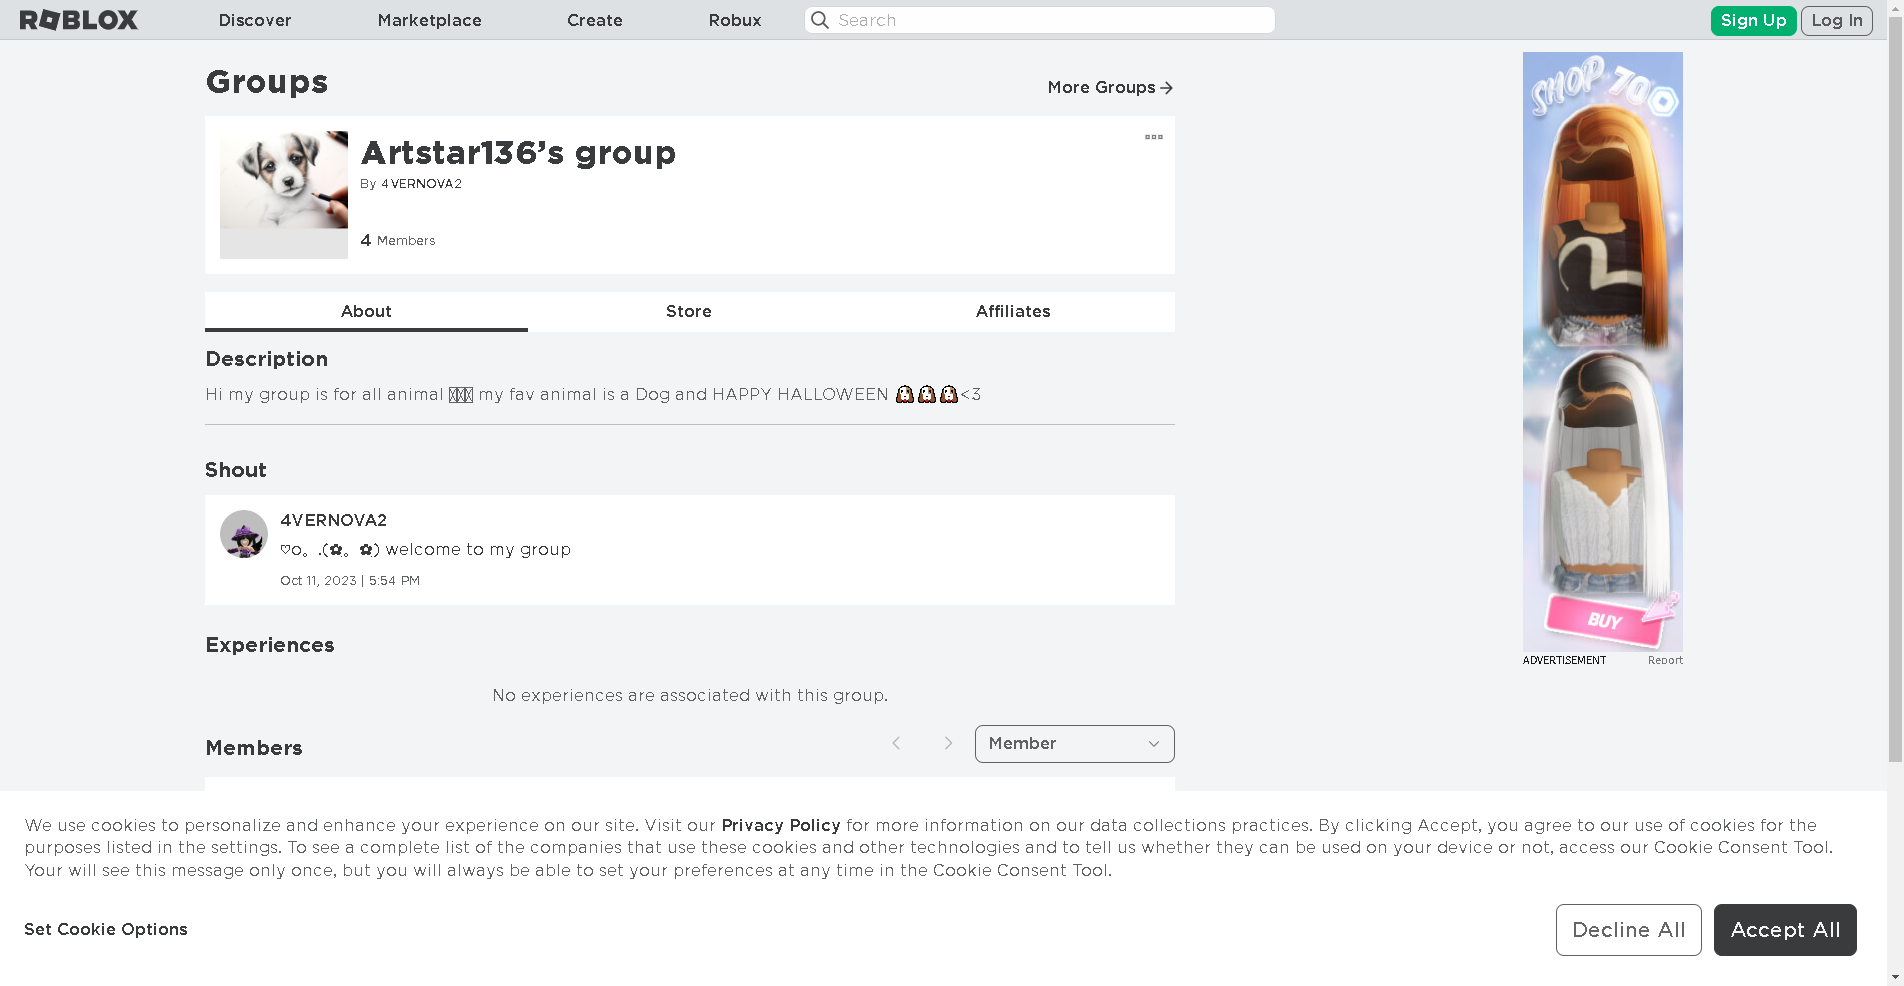 ROBLOX Discover Marketplace Create Robux Search Sign Up Log In
Groups
More Groups
Artstar136's group
By 4VERNOVA2
4 Members
About Store Affiliates
Description
Hi my group is for all animal my fav animal is a Dog and HAPPY HALLOWEEN 🐶🐶🐶<3
Shout
4VERNOVA2
♡o。.(✿。✿) welcome to my group
Oct 11, 2023 | 5:54 PM
Experiences
No experiences are associated with this group.
Members
Member
SHOP 70
BUY
ADVERTISEMENT Report
We use cookies to personalize and enhance your experience on our site. Visit our Privacy Policy for more information on our data collections practices. By clicking Accept, you agree to our use of cookies for the
purposes listed in the settings. To see a complete list of the companies that use these cookies and other technologies and to tell us whether they can be used on your device or not, access our Cookie Consent Tool.
Your will see this message only once, but you will always be able to set your preferences at any time in the Cookie Consent Tool.
Set Cookie Options
Decline All Accept All